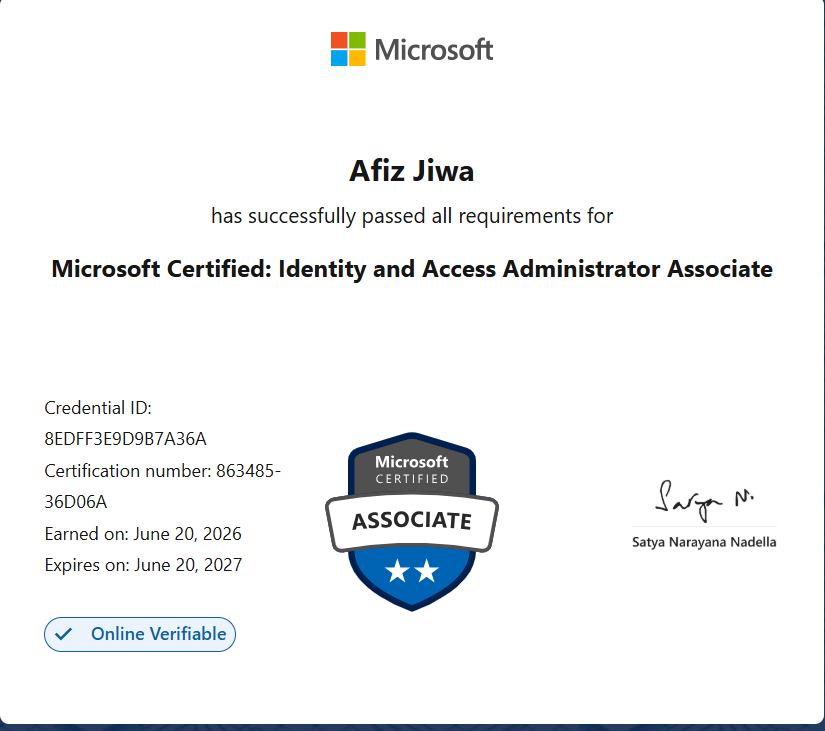 Microsoft
Afiz Jiwa
has successfully passed all requirements for
Microsoft Certified: Identity and Access Administrator Associate
Credential ID:
8EDFF3E9D9B7A36A
Certification number: 863485-
36D06A
Earned on: June 20, 2026
Expires on: June 20, 2027
Online Verifiable
Microsoft
CERTIFIED
ASSOCIATE
Satya N.
Satya Narayana Nadella